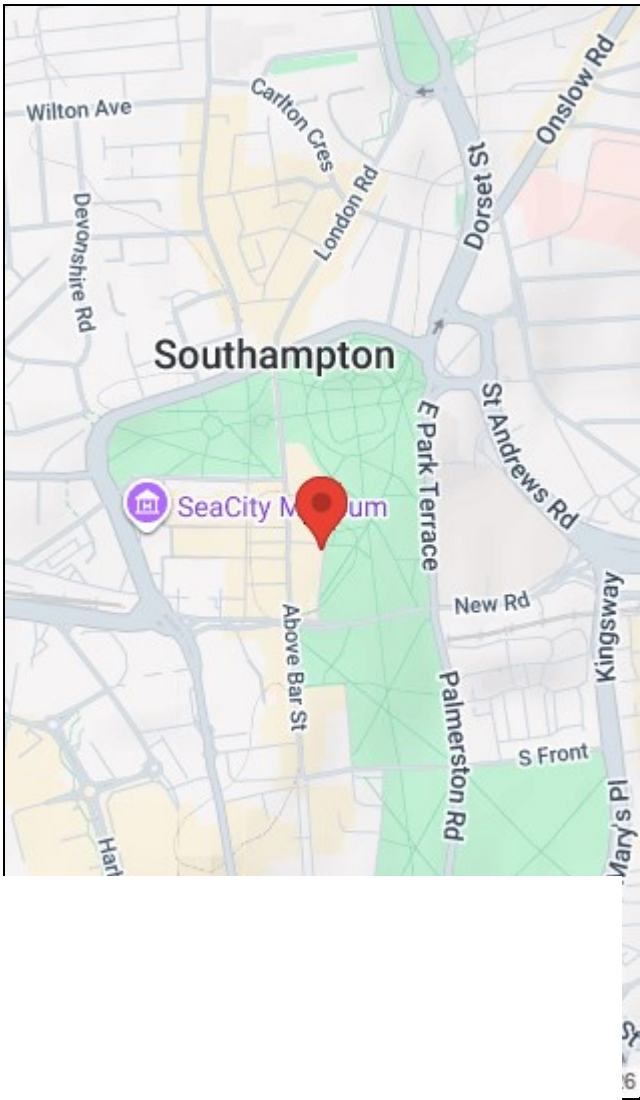 Wilton Ave
Carlton Cres
Onslow Rd
Devonshire Rd
London Rd
Dorset St
Southampton
E Park Terrace
St Andrews Rd
SeaCity M um
New Rd
Kingsway
Above Bar St
Palmerston Rd
S Front
Mary's Pl
St